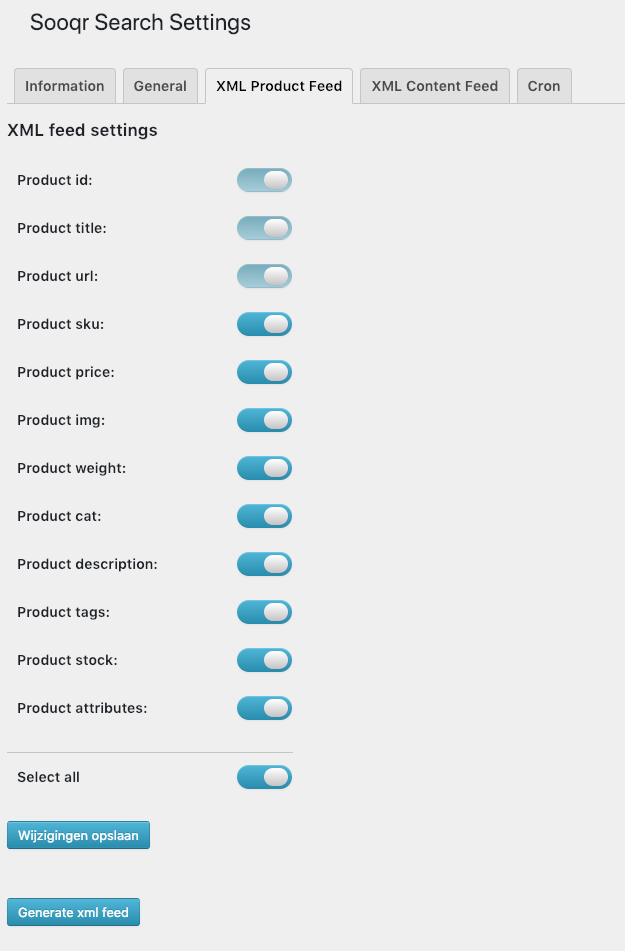 Sooqr Search Settings
Information General XML Product Feed XML Content Feed Cron
XML feed settings
Product id:
Product title:
Product url:
Product sku:
Product price:
Product img:
Product weight:
Product cat:
Product description:
Product tags:
Product stock:
Product attributes:
Select all
Wijzigingen opslaan
Generate xml feed